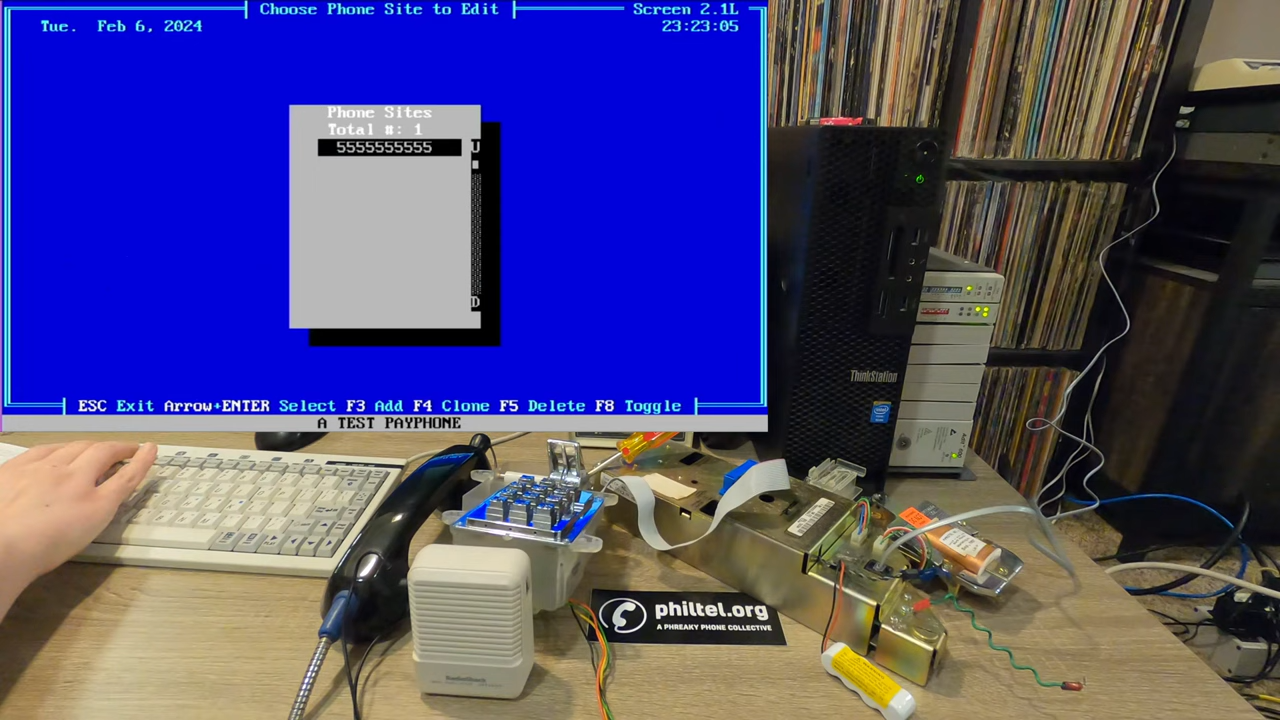 Choose Phone Site to Edit
Screen 2.1L
Tue.  Feb 6, 2024
23:23:05
Phone Sites
Total #: 1
5555555555
U
D
ESC Exit Arrow+ENTER Select F3 Add F4 Clone F5 Delete F8 Toggle
A TEST PAYPHONE
ThinkStation
intel
philtel.org
A PHREAKY PHONE COLLECTIVE
RadioShack